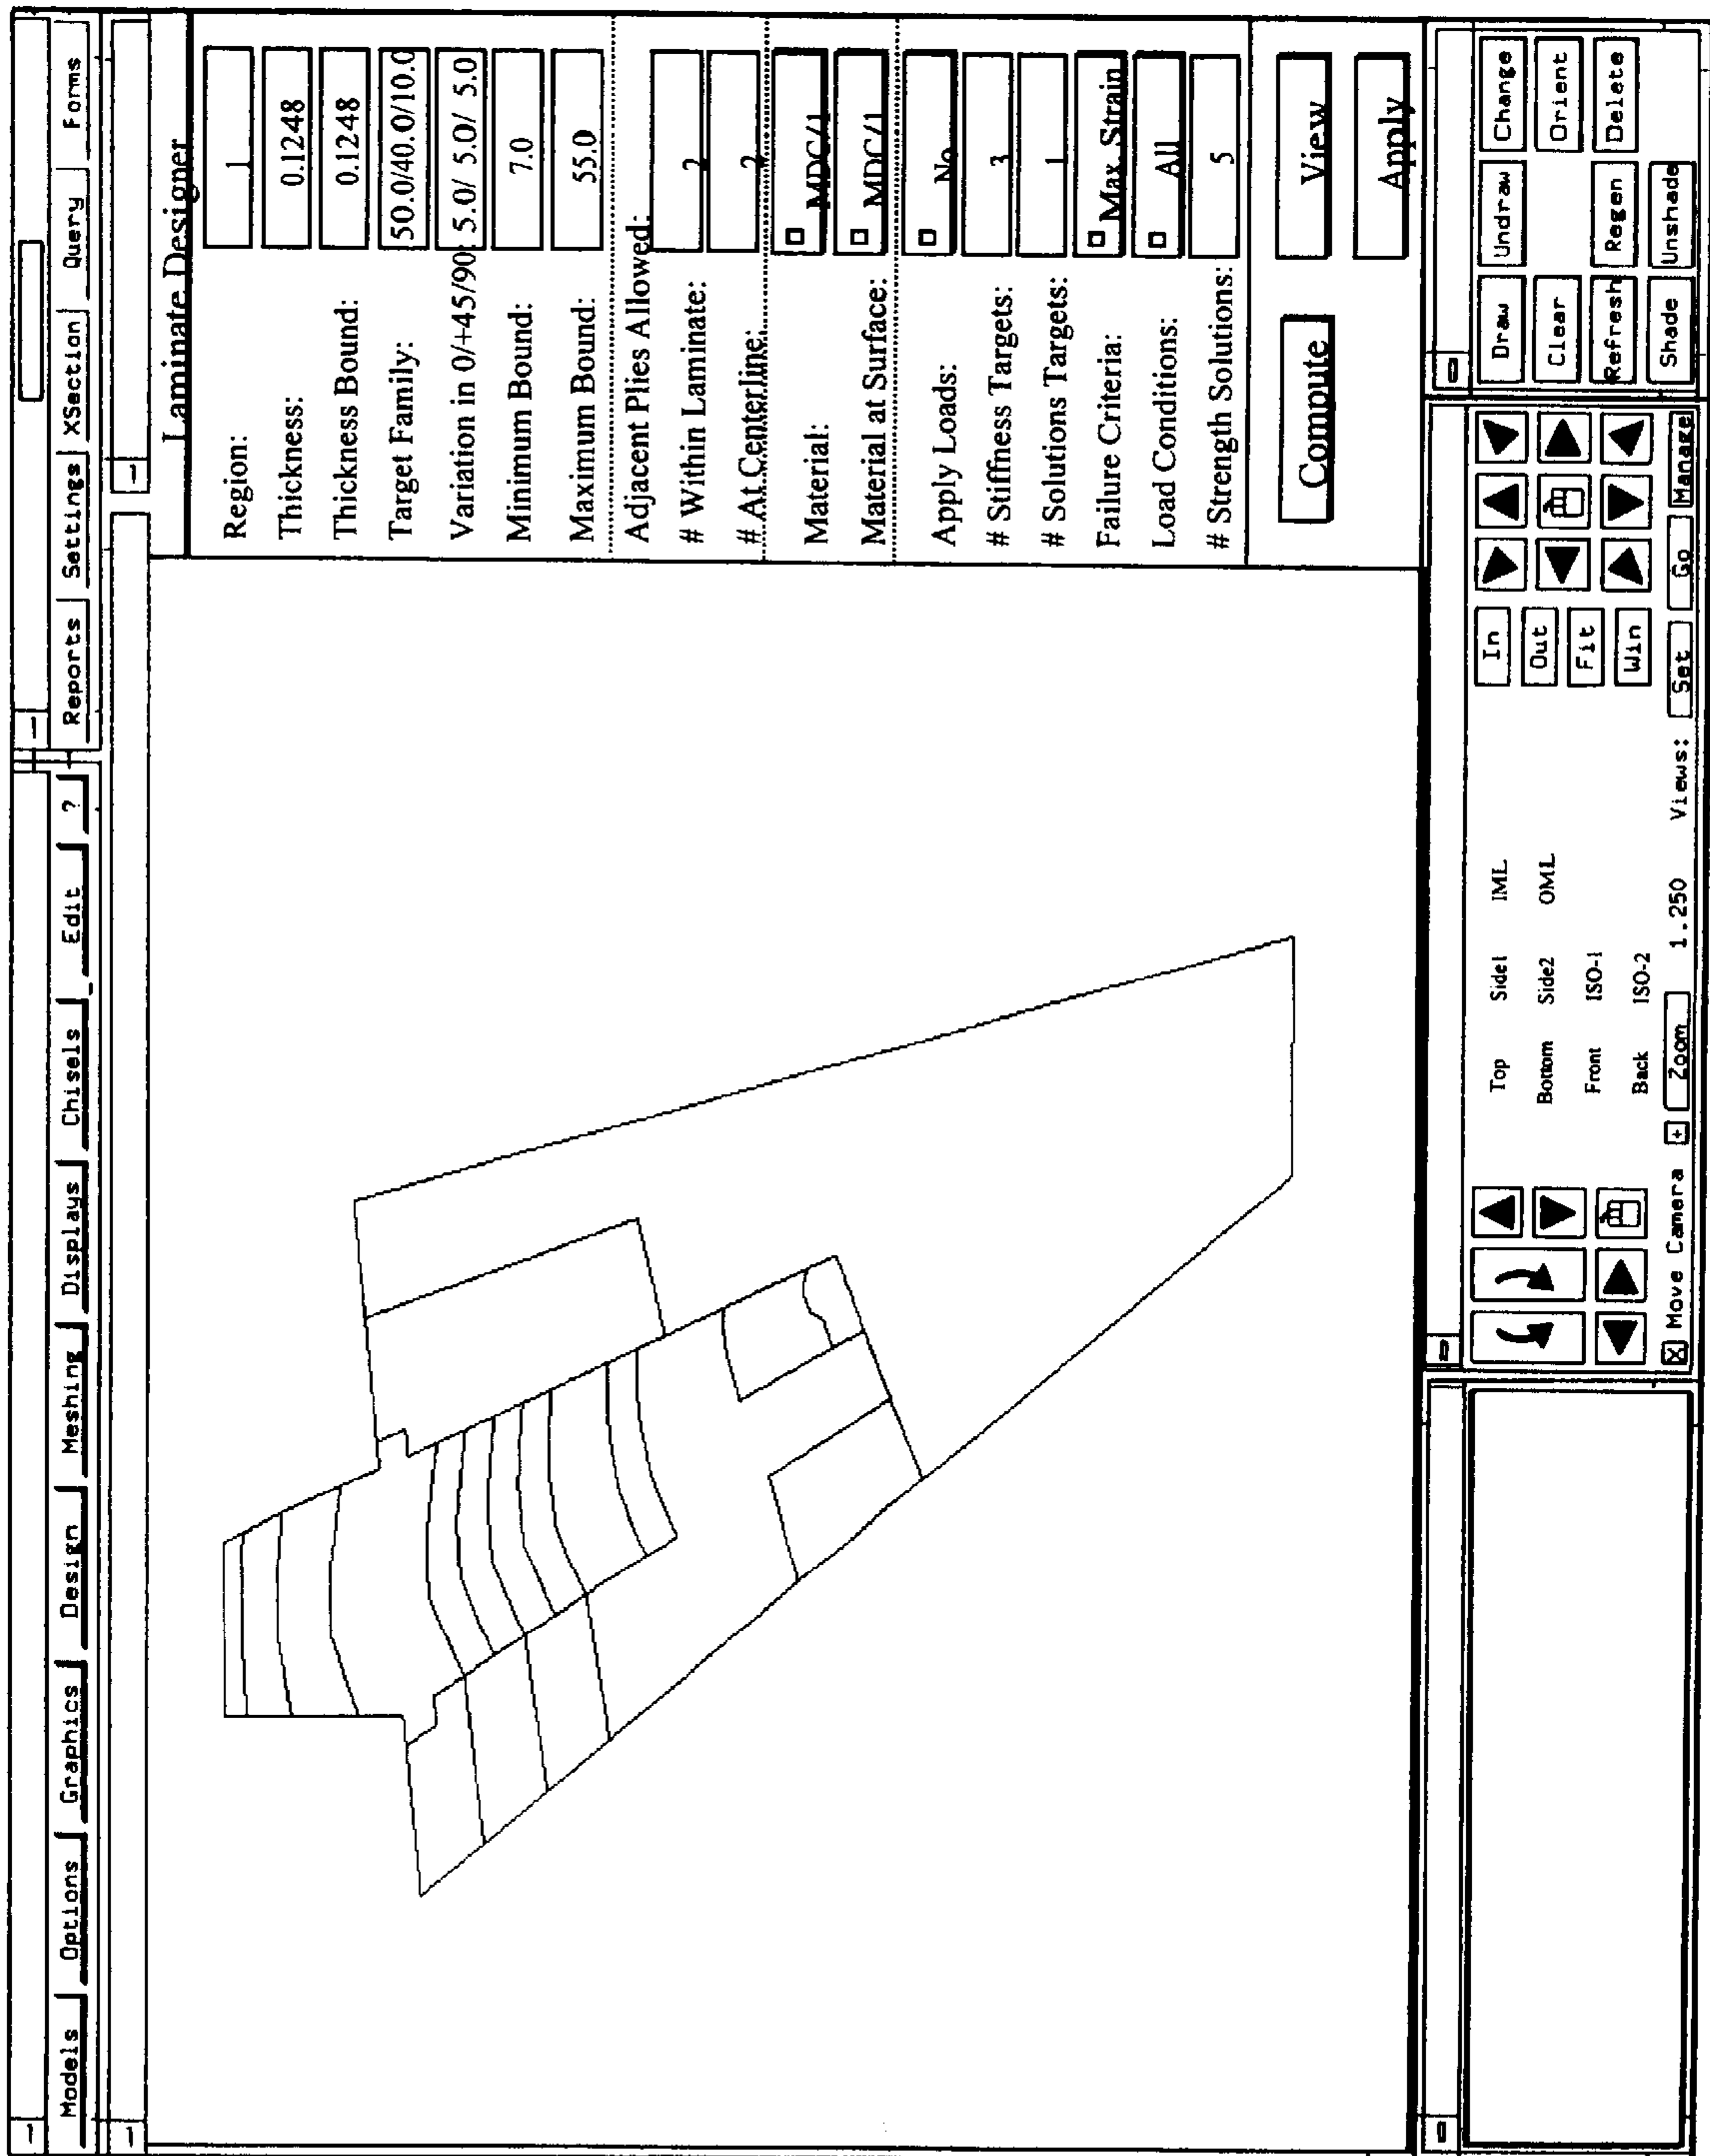 Models Options Graphics Design Meshing Displays Chisels Edit ? Reports Settings XSection Query Forms
Laminate Designer
Region: 1
Thickness: 0.1248
Thickness Bound: 0.1248
Target Family: 50.0/40.0/10.0
Variation in 0/+45/90: 5.0/ 5.0/ 5.0
Minimum Bound: 7.0
Maximum Bound: 55.0
Adjacent Plies Allowed:
# Within Laminate: 2
# At Centerline: 2
Material: MDC/1
Material at Surface: MDC/1
Apply Loads: No
# Stiffness Targets: 3
# Solutions Targets: 1
Failure Criteria: Max Strain
Load Conditions: All
# Strength Solutions: 5
Compute View
Apply
Top Side1 IML In
Bottom Side2 OML Out
Front ISO-1 Fit
Back ISO-2 Win
Move Camera + Zoom 1.250 Views: Set Go Manage
Draw Undraw Change
Clear Orient
Refresh Regen Delete
Shade Unshade